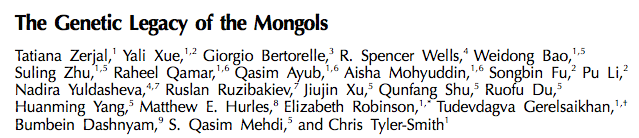 The Genetic Legacy of the Mongols
Tatiana Zerjal,¹ Yali Xue,¹,² Giorgio Bertorelle,³ R. Spencer Wells,⁴ Weidong Bao,¹,⁵
Suling Zhu,¹,⁵ Raheel Qamar,¹,⁶ Qasim Ayub,¹,⁶ Aisha Mohyuddin,¹,⁶ Songbin Fu,² Pu Li,²
Nadira Yuldasheva,⁴,⁷ Ruslan Ruzibakiev,⁷ Jiujin Xu,⁵ Qunfang Shu,⁵ Ruofu Du,⁵
Huanming Yang,⁵ Matthew E. Hurles,⁸ Elizabeth Robinson,¹,* Tudevdagva Gerelsaikhan,¹,†
Bumbein Dashnyam,⁹ S. Qasim Mehdi,⁵ and Chris Tyler-Smith¹